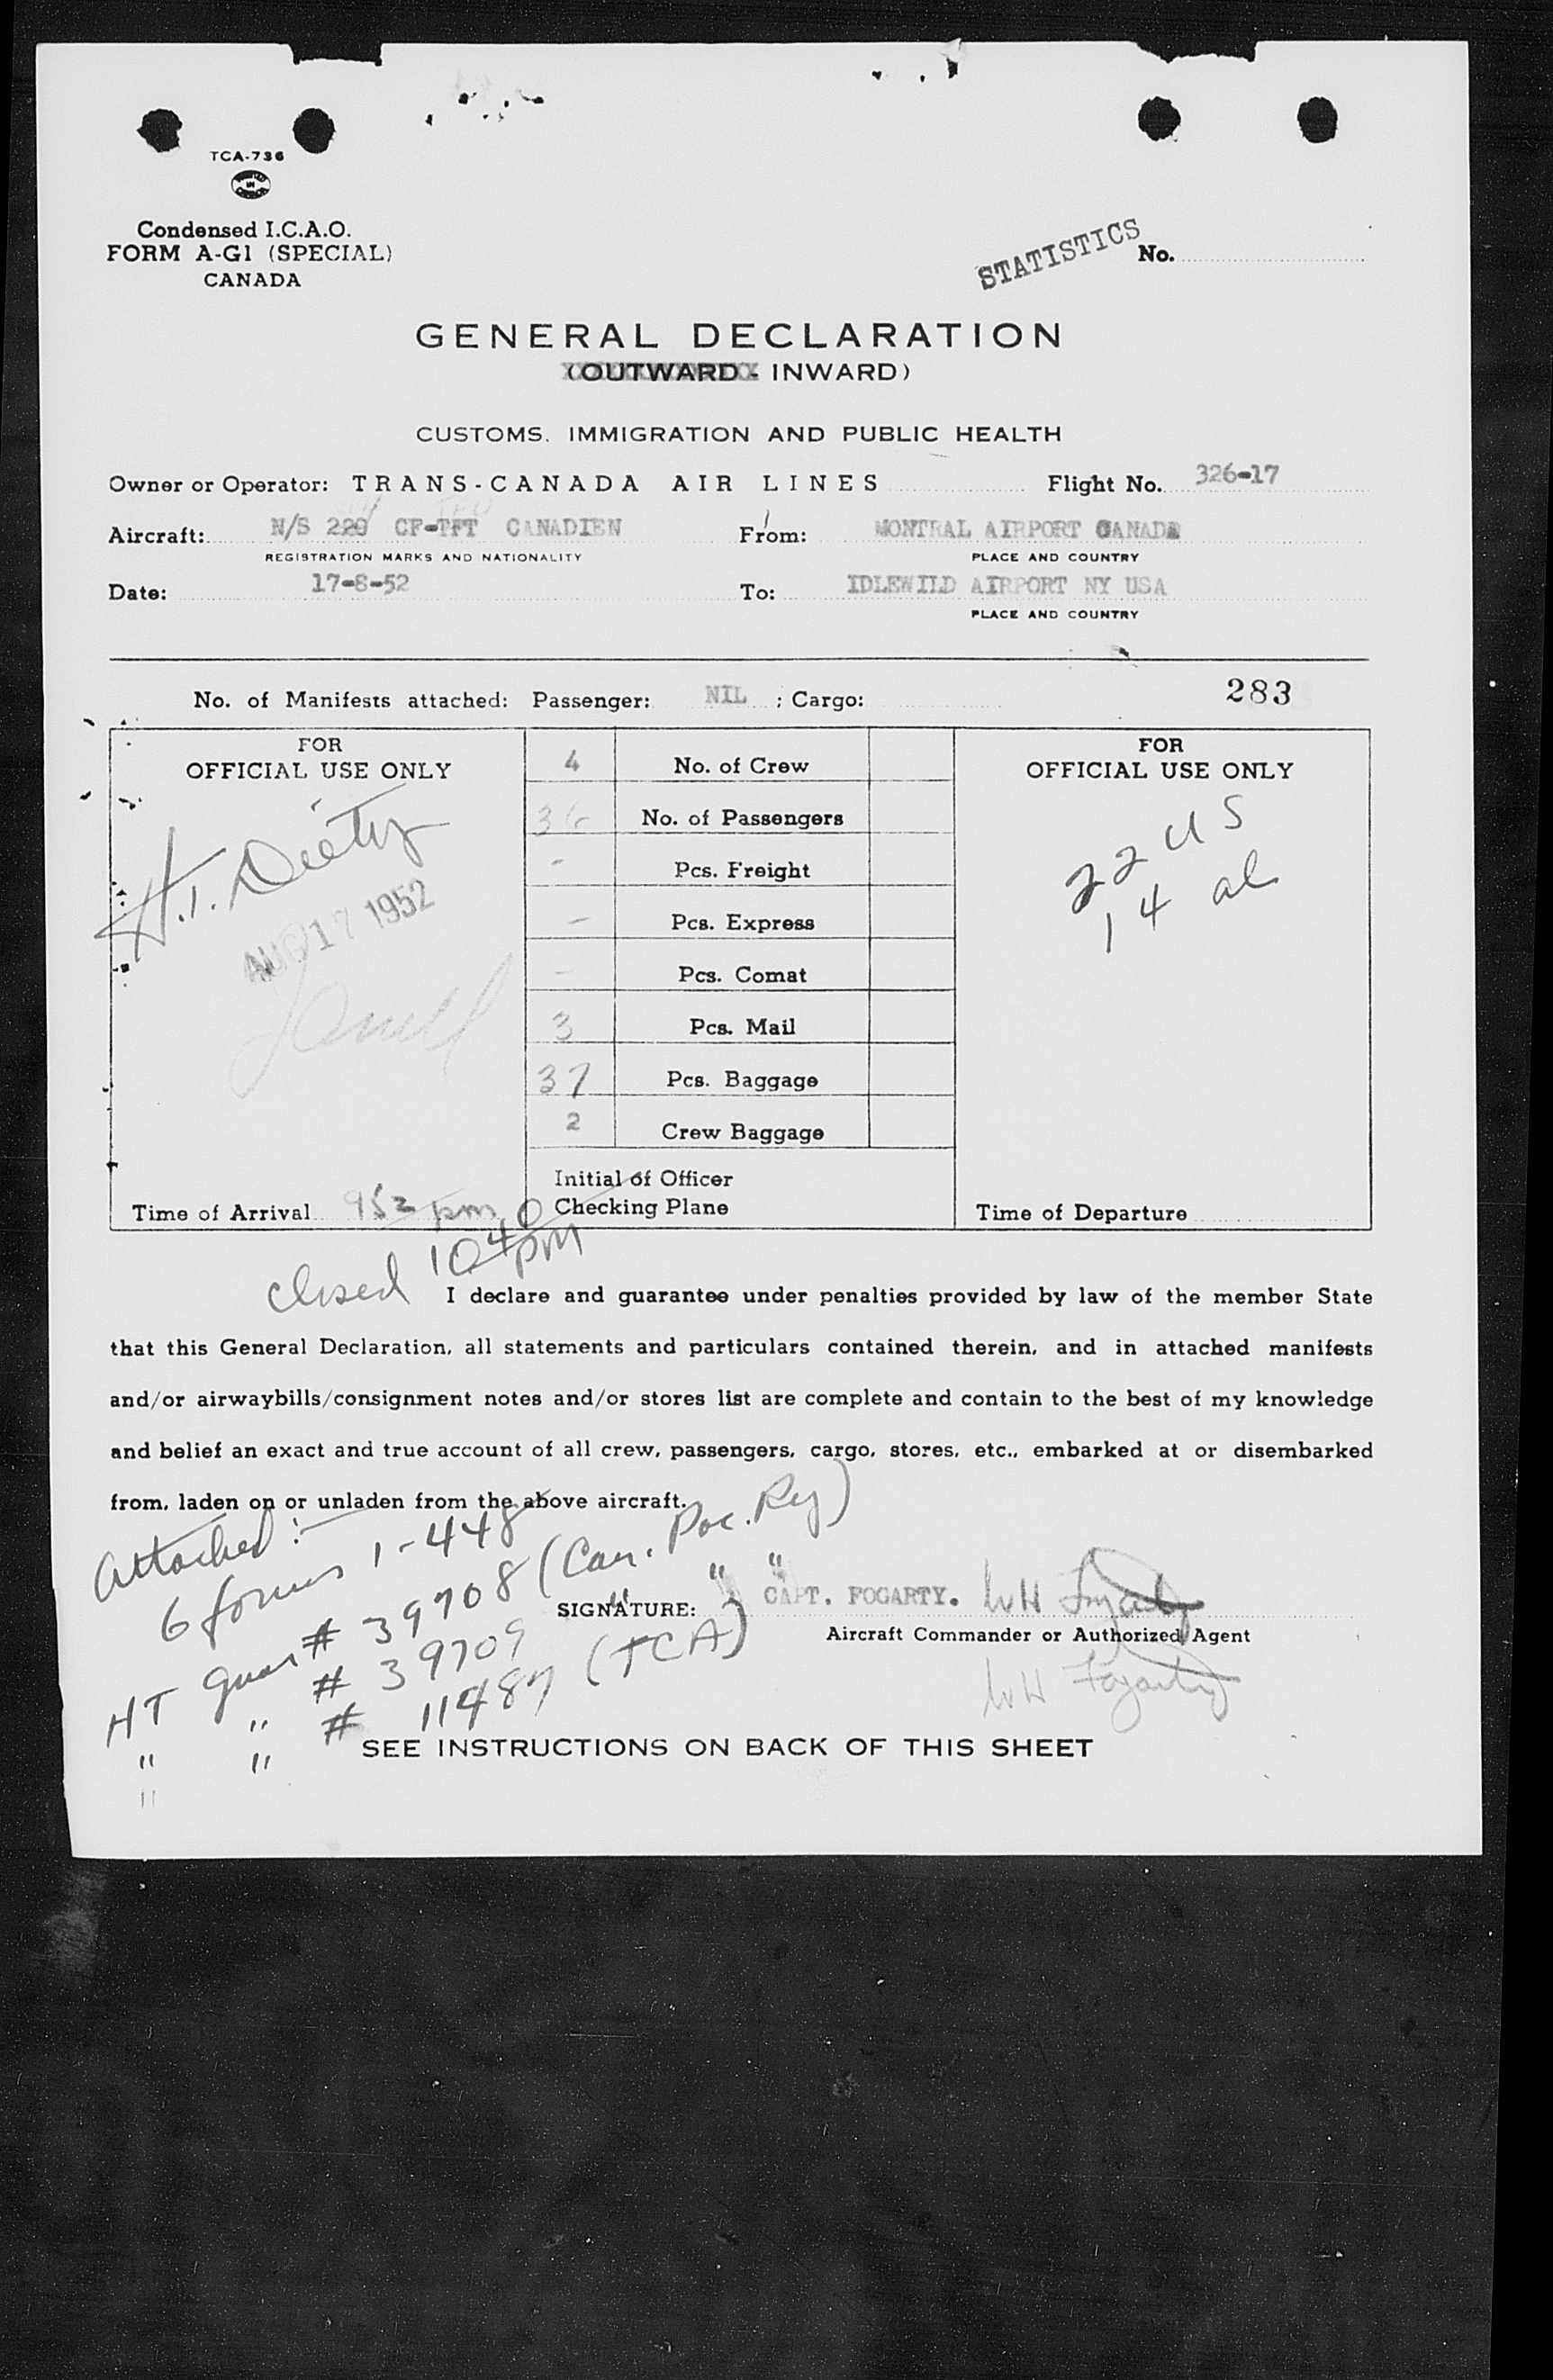 TCA-736
Condensed I.C.A.O.
FORM A-G1 (SPECIAL)
CANADA
STATISTICS No.
GENERAL DECLARATION
(OUTWARD - INWARD)
CUSTOMS, IMMIGRATION AND PUBLIC HEALTH
Owner or Operator: TRANS-CANADA AIR LINES Flight No. 326-17
Aircraft: N/S 220 CF-TFT CANADIEN From: MONTRAL AIRPORT CANADA
REGISTRATION MARKS AND NATIONALITY PLACE AND COUNTRY
Date: 17-8-52 To: IDLEWILD AIRPORT NY USA
PLACE AND COUNTRY
No. of Manifests attached: Passenger: NIL ; Cargo: 283
FOR
OFFICIAL USE ONLY
H.T. Dietz
AUG 17 1952
4 No. of Crew
36 No. of Passengers
- Pcs. Freight
- Pcs. Express
- Pcs. Comat
3 Pcs. Mail
37 Pcs. Baggage
2 Crew Baggage
Initial of Officer
Checking Plane
FOR
OFFICIAL USE ONLY
22 US
14 al
Time of Arrival 952 pm
Time of Departure
closed 10 40 pm
I declare and guarantee under penalties provided by law of the member State
that this General Declaration, all statements and particulars contained therein, and in attached manifests
and/or airwaybills/consignment notes and/or stores list are complete and contain to the best of my knowledge
and belief an exact and true account of all crew, passengers, cargo, stores, etc., embarked at or disembarked
from, laden on or unladen from the above aircraft.
Attached:
6 forms 1-448
HT guar # 39708 (Can. Pac. Rey)
" " # 39709 " " "
" " # 11487 (TCA)
SIGNATURE: CAPT. FOGARTY. WH Fogarty
Aircraft Commander or Authorized Agent
WH Fogarty
SEE INSTRUCTIONS ON BACK OF THIS SHEET